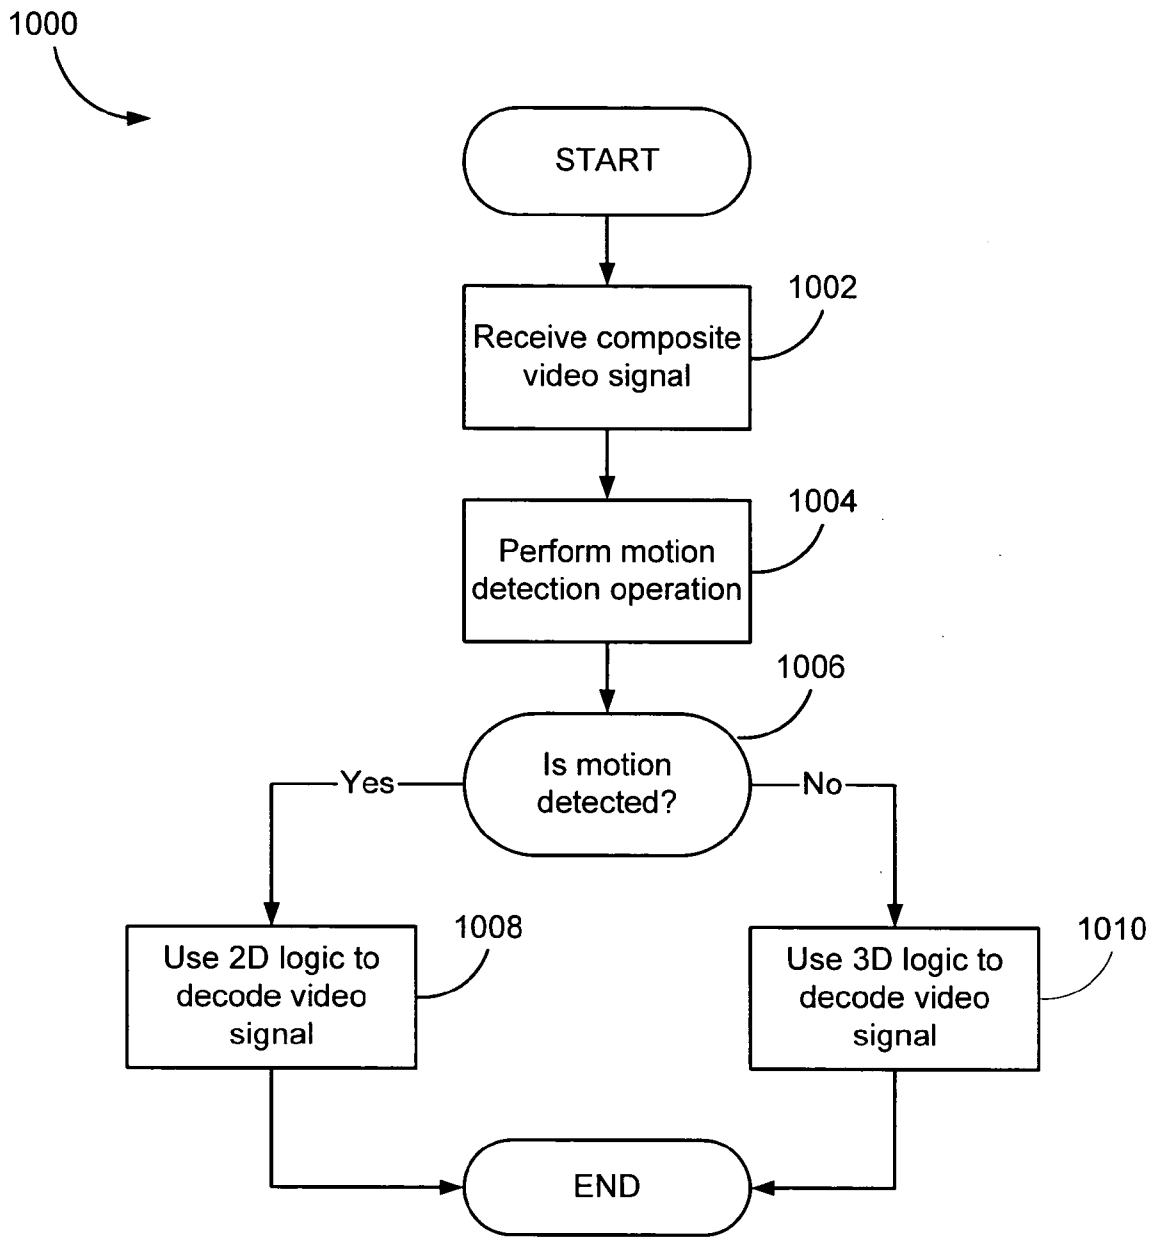 1000
START
1002
Receive composite
video signal
1004
Perform motion
detection operation
1006
Is motion
detected?
Yes
No
1008
Use 2D logic to
decode video
signal
1010
Use 3D logic to
decode video
signal
END